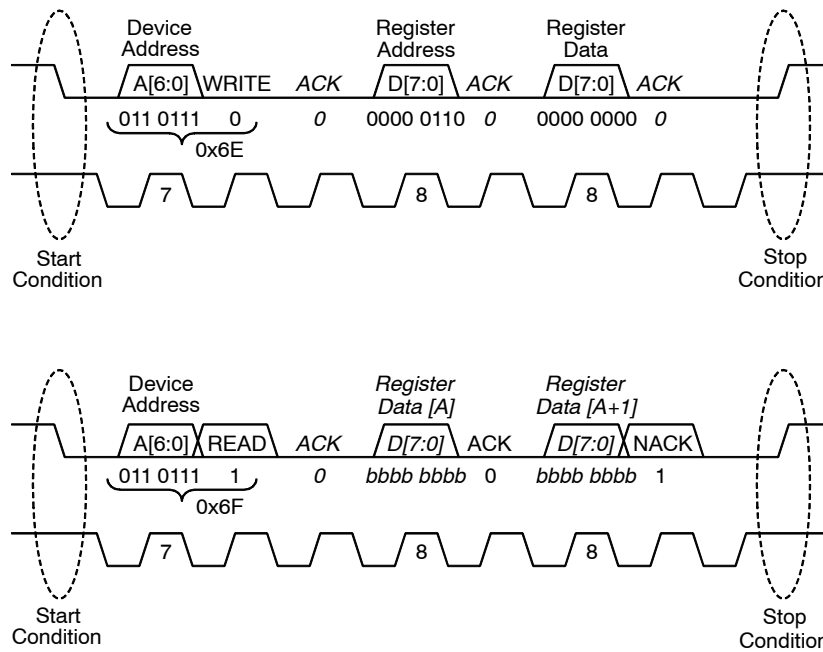 Device Register Register
Address Address Data
A[6:0] WRITE ACK D[7:0] ACK D[7:0] ACK
011 0111 0 0 0000 0110 0 0000 0000 0
0x6E
7 8 8
Start Stop
Condition Condition
Device Register Register
Address Data [A] Data [A+1]
A[6:0] READ ACK D[7:0] ACK D[7:0] NACK
011 0111 1 0 bbbb bbbb 0 bbbb bbbb 1
0x6F
7 8 8
Start Stop
Condition Condition